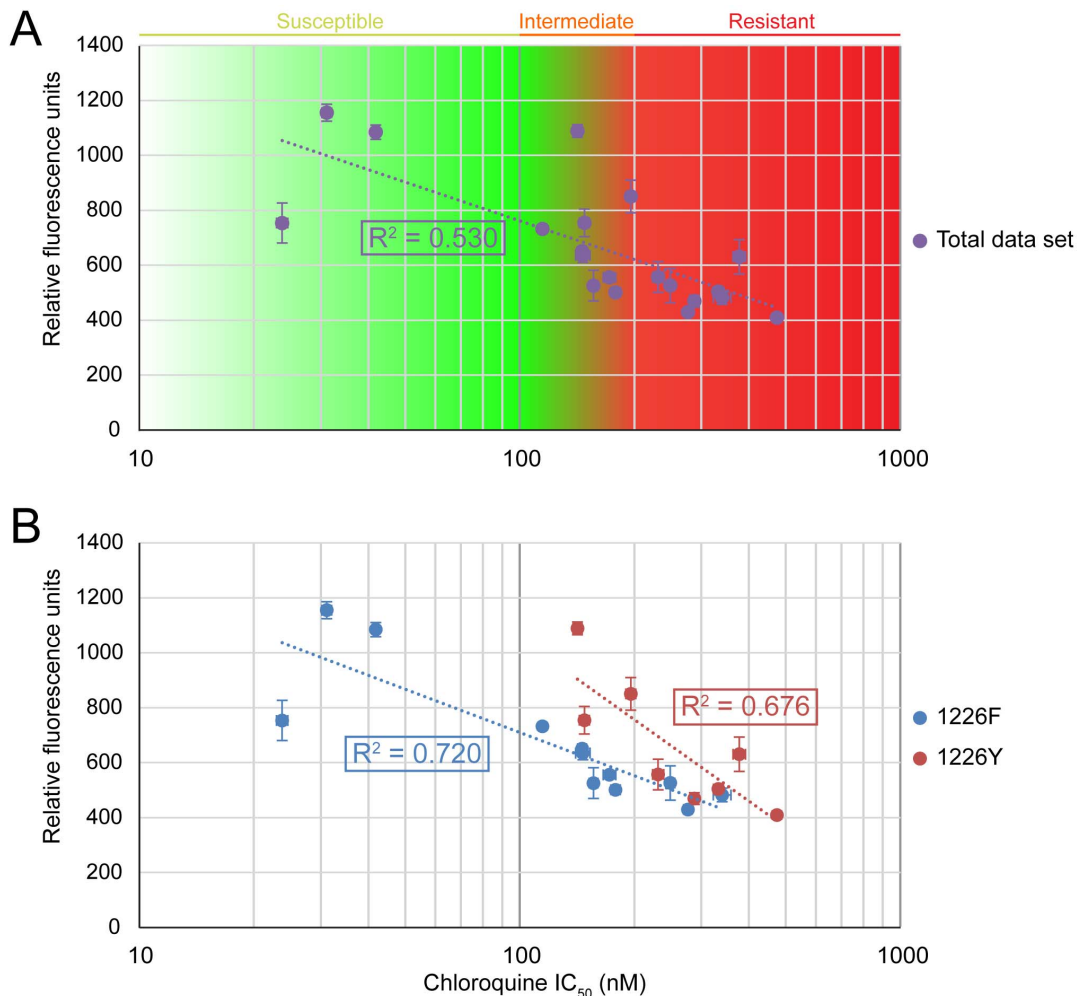 A
Susceptible
Intermediate
Resistant
Relative fluorescence units
1400
1200
1000
800
600
400
200
0
R² = 0.530
Total data set
10
100
1000
B
Relative fluorescence units
1400
1200
1000
800
600
400
200
0
R² = 0.720
R² = 0.676
1226F
1226Y
10
100
1000
Chloroquine IC₅₀ (nM)